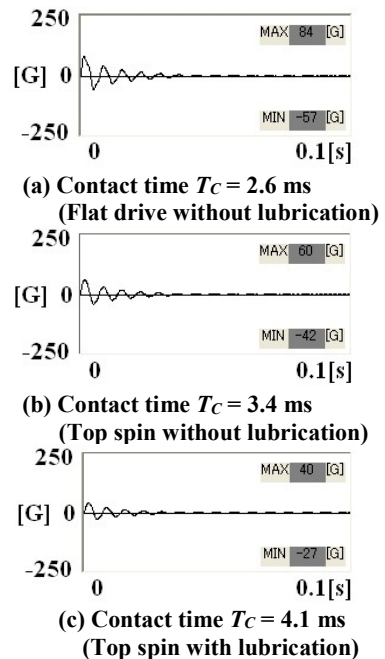 250
MAX 84 [G]
[G] 0
MIN -57 [G]
-250
0 0.1[s]
(a) Contact time TC = 2.6 ms
(Flat drive without lubrication)
250
MAX 60 [G]
[G] 0
MIN -42 [G]
-250
0 0.1[s]
(b) Contact time TC = 3.4 ms
(Top spin without lubrication)
250
MAX 40 [G]
[G] 0
MIN -27 [G]
-250
0 0.1[s]
(c) Contact time TC = 4.1 ms
(Top spin with lubrication)